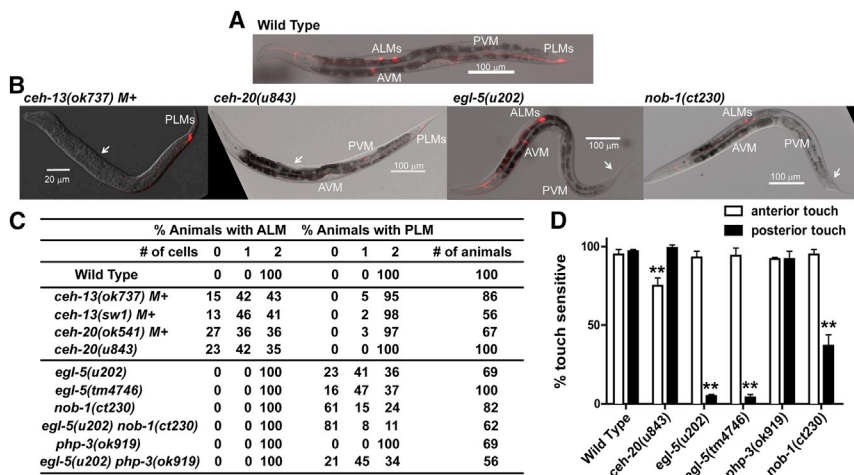 A
Wild Type
ALMs
PVM
PLMs
AVM
100 μm
B
ceh-13(ok737) M+
ceh-20(u843)
egl-5(u202)
nob-1(ct230)
PLMs
20 μm
PVM
PLMs
AVM
100 μm
ALMs
100 μm
AVM
PVM
ALMs
AVM
PVM
100 μm
C
% Animals with ALM % Animals with PLM
# of cells 0 1 2 0 1 2 # of animals
Wild Type 0 0 100 0 0 100 100
ceh-13(ok737) M+ 15 42 43 0 5 95 86
ceh-13(sw1) M+ 13 46 41 0 2 98 56
ceh-20(ok541) M+ 27 36 36 0 3 97 67
ceh-20(u843) 23 42 35 0 0 100 100
egl-5(u202) 0 0 100 23 41 36 69
egl-5(tm4746) 0 0 100 16 47 37 100
nob-1(ct230) 0 0 100 61 15 24 82
egl-5(u202) nob-1(ct230) 0 0 100 81 8 11 62
php-3(ok919) 0 0 100 0 0 100 69
egl-5(u202) php-3(ok919) 0 0 100 21 45 34 56
D
anterior touch
posterior touch
% touch sensitive
100
50
0
**
**
**
**
Wild Type
ceh-20(u843)
egl-5(u202)
egl-5(tm4746)
php-3(ok919)
nob-1(ct230)